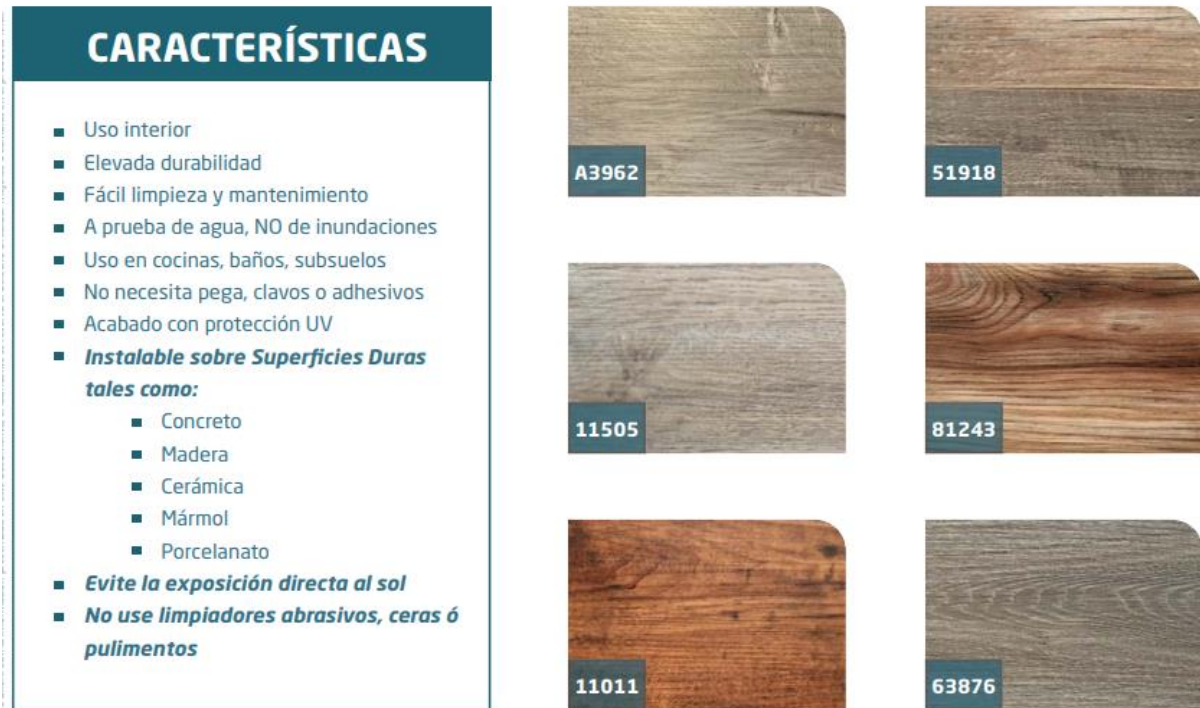 CARACTERÍSTICAS
Uso interior
Elevada durabilidad
Fácil limpieza y mantenimiento
A prueba de agua, NO de inundaciones
Uso en cocinas, baños, subsuelos
No necesita pega, clavos o adhesivos
Acabado con protección UV
Instalable sobre Superficies Duras
tales como:
Concreto
Madera
Cerámica
Mármol
Porcelanato
Evite la exposición directa al sol
No use limpiadores abrasivos, ceras ó
pulimentos
A3962
51918
11505
81243
11011
63876